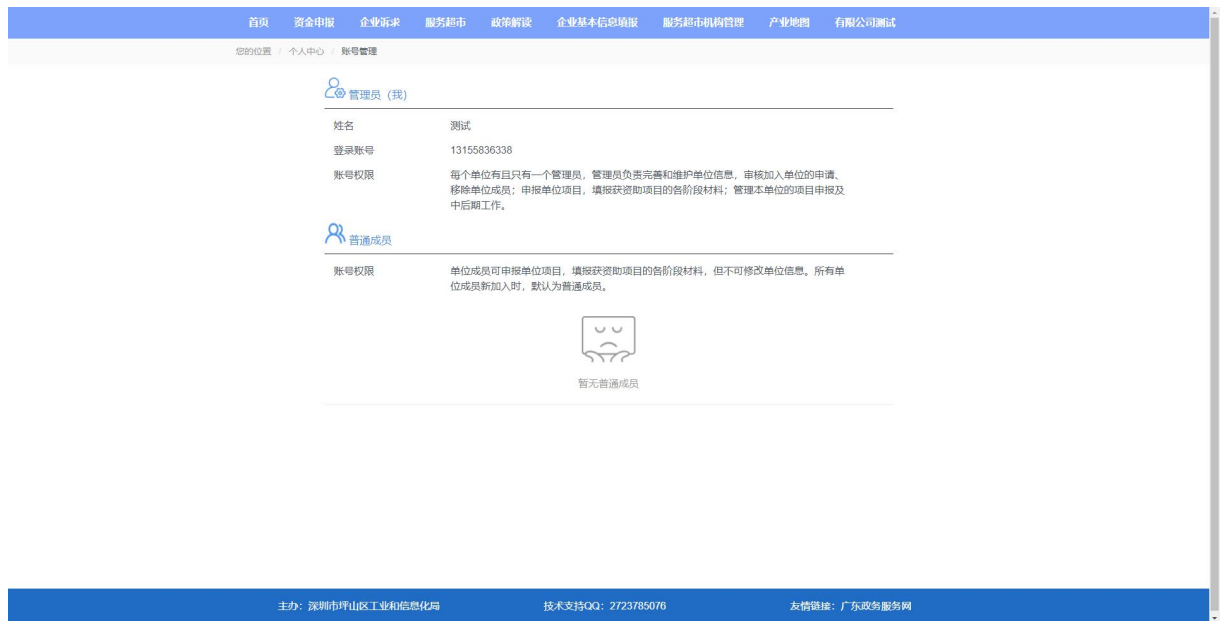 首页 资金申报 企业诉求 服务超市 政策解读 企业基本信息填报 服务超市机构管理 产业地图 有限公司测试
您的位置 / 个人中心 / 账号管理
管理员（我）
姓名 测试
登录账号 13155836338
账号权限 每个单位有且只有一个管理员，管理员负责完善和维护单位信息，审核加入单位的申请、
移除单位成员；申报单位项目，填报获资助项目的各阶段材料；管理本单位的项目申报及
中后期工作。
普通成员
账号权限 单位成员可申报单位项目，填报获资助项目的各阶段材料，但不可修改单位信息。所有单
位成员新加入时，默认为普通成员。
暂无普通成员
主办：深圳市坪山区工业和信息化局 技术支持QQ：2723785076 友情链接：广东政务服务网